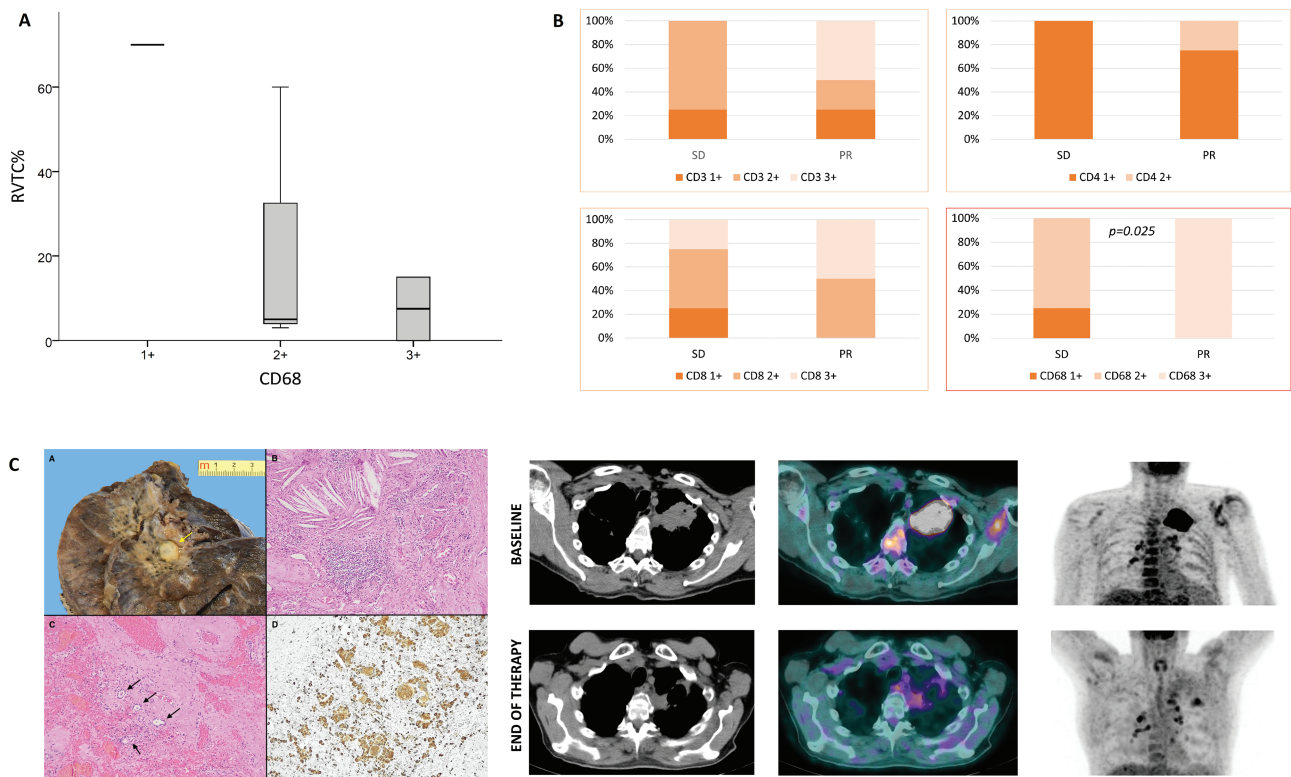 A
RVTC%
60
40
20
0
1+ 2+ 3+
CD68
B
100%
80%
60%
40%
20%
0%
SD PR
CD3 1+ CD3 2+ CD3 3+
100%
80%
60%
40%
20%
0%
SD PR
CD4 1+ CD4 2+
100%
80%
60%
40%
20%
0%
SD PR
CD8 1+ CD8 2+ CD8 3+
p=0.025
100%
80%
60%
40%
20%
0%
SD PR
CD68 1+ CD68 2+ CD68 3+
C
A
m 1 2 3
B
C
D
BASELINE
END OF THERAPY